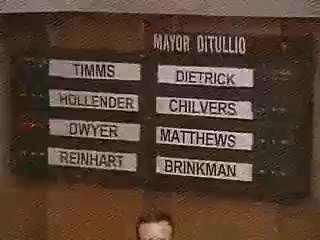 MAYOR DITULLIO
TIMMS DIETRICK
HOLLENDER CHILVERS
DWYER MATTHEWS
REINHART BRINKMAN